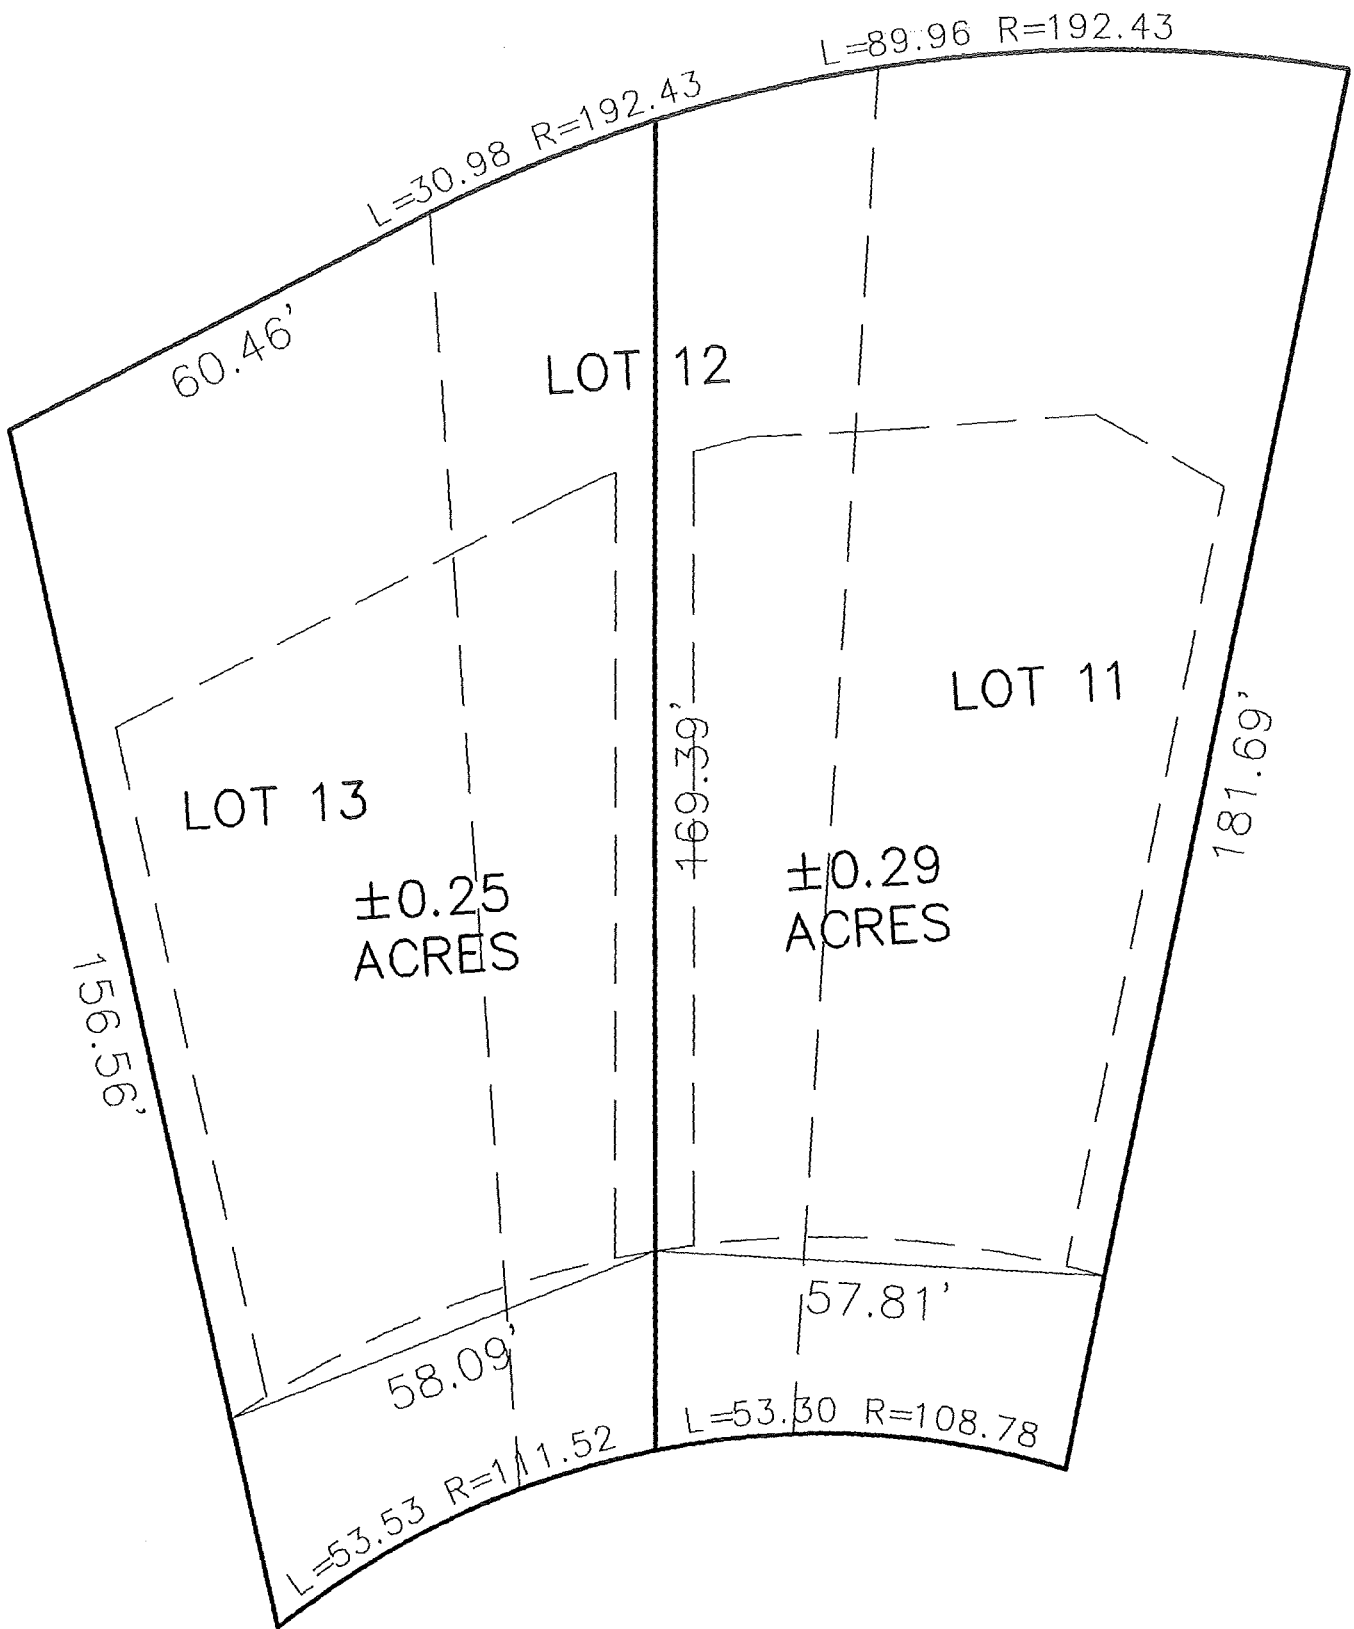 L=89.96 R=192.43
L=30.98 R=192.43
60.46'
LOT 12
LOT 11
169.39'
181.69'
LOT 13
±0.29
ACRES
±0.25
ACRES
156.56'
57.81'
58.09'
L=53.30 R=108.78
L=53.53 R=111.52